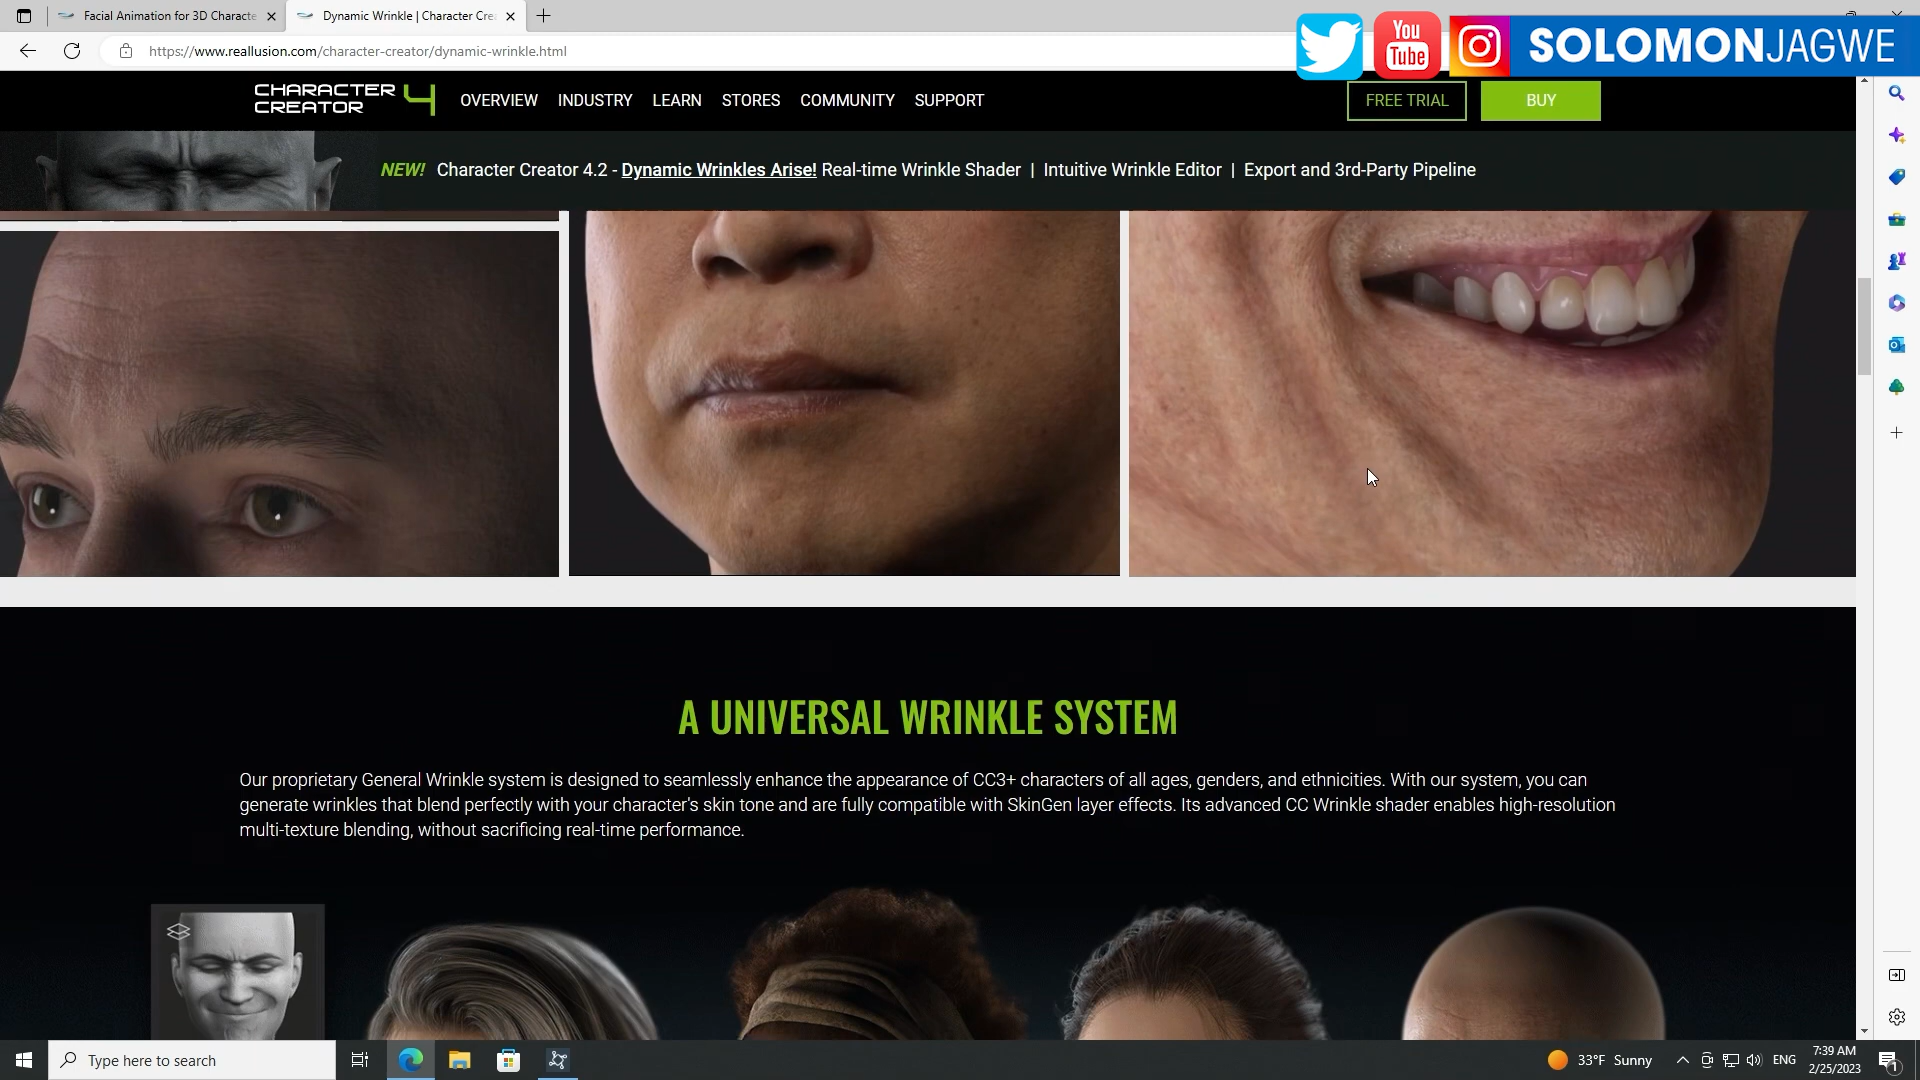 Facial Animation for 3D Characte
Dynamic Wrinkle | Character Cre
https://www.reallusion.com/character-creator/dynamic-wrinkle.html
You
Tube
SOLOMONJAGWE
CHARACTER
CREATOR 4
OVERVIEW INDUSTRY LEARN STORES COMMUNITY SUPPORT
FREE TRIAL
BUY
NEW! Character Creator 4.2 - Dynamic Wrinkles Arise! Real-time Wrinkle Shader | Intuitive Wrinkle Editor | Export and 3rd-Party Pipeline
A UNIVERSAL WRINKLE SYSTEM
Our proprietary General Wrinkle system is designed to seamlessly enhance the appearance of CC3+ characters of all ages, genders, and ethnicities. With our system, you can
generate wrinkles that blend perfectly with your character's skin tone and are fully compatible with SkinGen layer effects. Its advanced CC Wrinkle shader enables high-resolution
multi-texture blending, without sacrificing real-time performance.
Type here to search
33°F Sunny
ENG
7:39 AM
2/25/2023
1